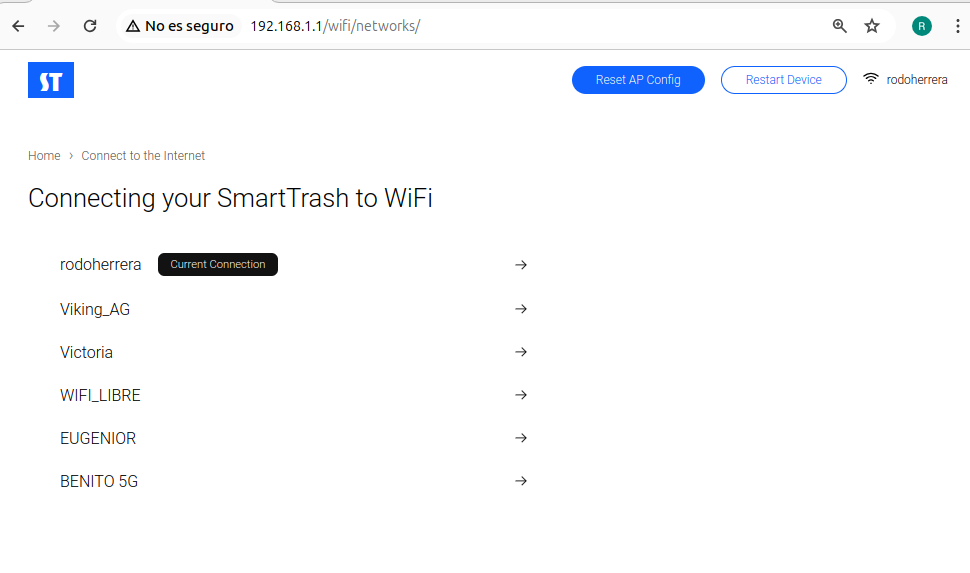 No es seguro 192.168.1.1/wifi/networks/ R
ST Reset AP Config Restart Device rodoherrera
Home › Connect to the Internet
Connecting your SmartTrash to WiFi
rodoherrera Current Connection →
Viking_AG →
Victoria →
WIFI_LIBRE →
EUGENIOR →
BENITO 5G →